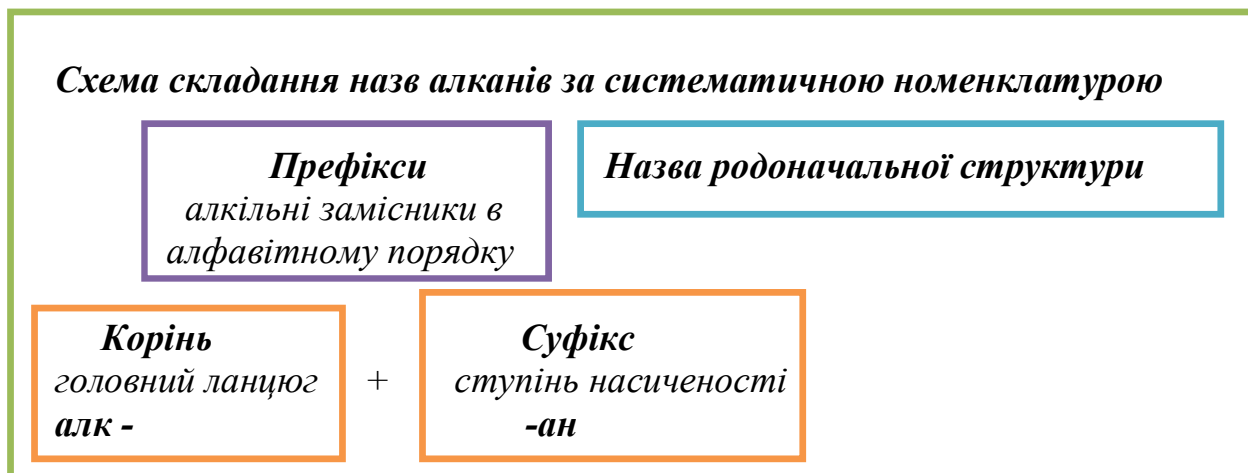 Схема складання назв алканів за систематичною номенклатурою
Префікси
алкільні замісники в
алфавітному порядку
Назва родоначальної структури
Корінь
головний ланцюг
алк -
+
Суфікс
ступінь насиченості
-ан